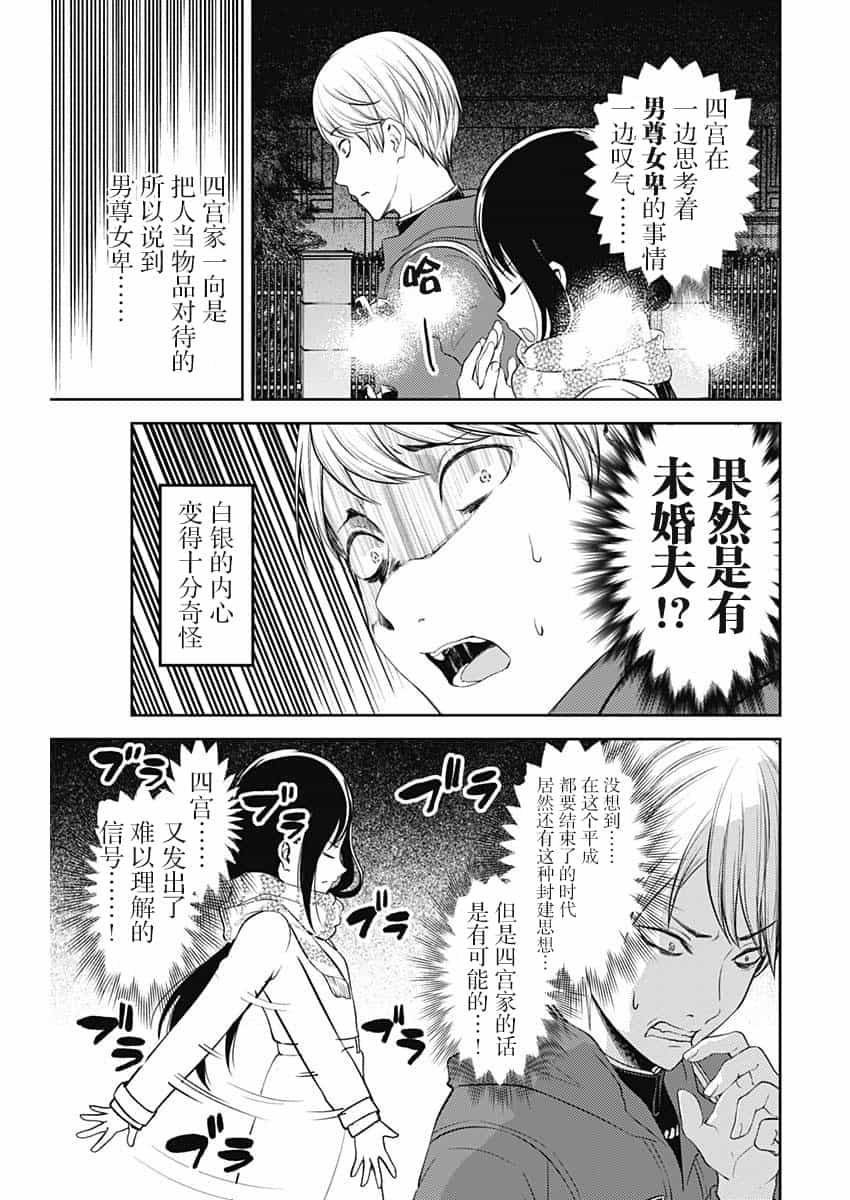 四宫在
一边思考着
男尊女卑的事情
一边叹气……
哈
四宫家一向是
把人当物品对待的
所以说到
男尊女卑……
果然是有
未婚夫!?
白银的内心
变得十分奇怪
没想到……
在这个平成
都要结束了的时代
居然还有这种封建思想…
但是四宫家的话
是有可能的……!
四宫……
又发出了
难以理解的
信号……!
ブラ
ブラ
ブラ
ブラ
ブラ
ブラ